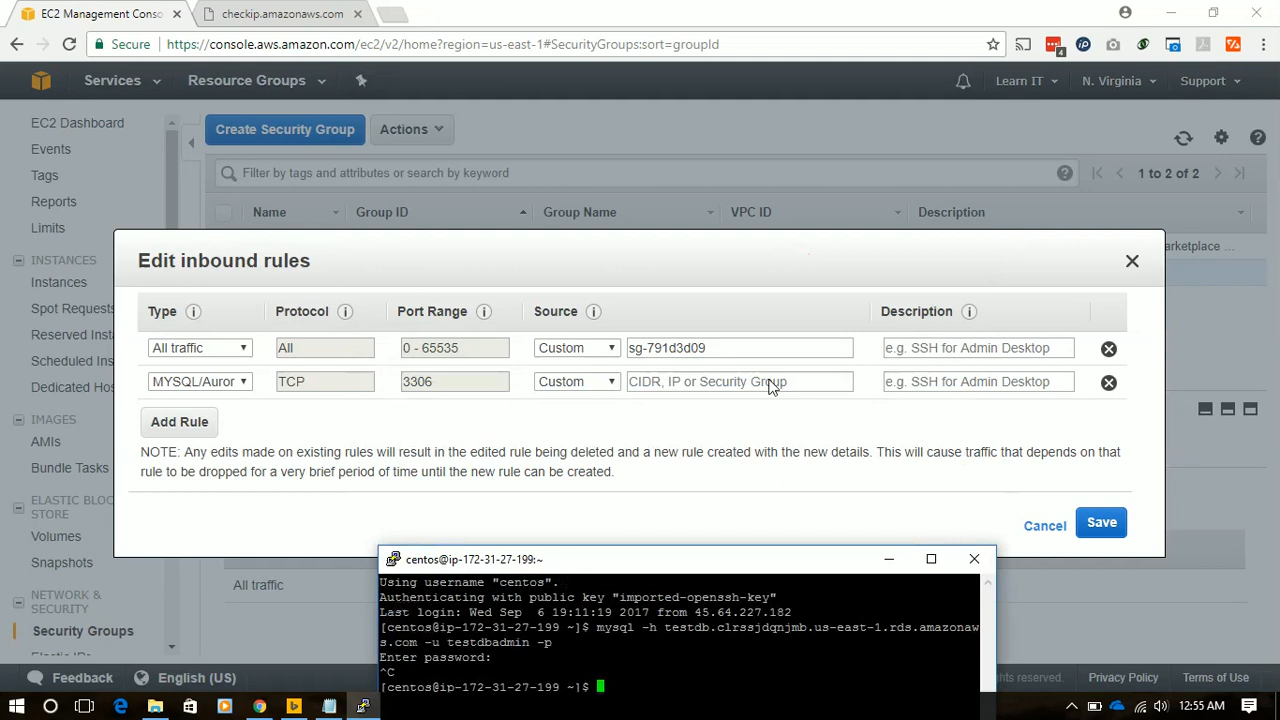 EC2 Management Conso
checkip.amazonaws.com
Secure
https://console.aws.amazon.com/ec2/v2/home?region=us-east-1#SecurityGroups:sort=groupId
4
Services
Resource Groups
Learn IT
N. Virginia
Support
EC2 Dashboard
Events
Tags
Reports
Limits
INSTANCES
Instances
Spot Requests
Reserved Inst
Scheduled Ins
Dedicated Host
IMAGES
AMIs
Bundle Tasks
ELASTIC BLOC
STORE
Volumes
Snapshots
NETWORK &
SECURITY
Security Groups
Create Security Group
Actions
Filter by tags and attributes or search by keyword
1 to 2 of 2
Name
Group ID
Group Name
VPC ID
Description
arketplace ...
Edit inbound rules
Type
Protocol
Port Range
Source
Description
All traffic
All
0 - 65535
Custom
sg-791d3d09
e.g. SSH for Admin Desktop
MYSQL/Auror
TCP
3306
Custom
CIDR, IP or Security Group
e.g. SSH for Admin Desktop
Add Rule
NOTE: Any edits made on existing rules will result in the edited rule being deleted and a new rule created with the new details. This will cause traffic that depends on that
rule to be dropped for a very brief period of time until the new rule can be created.
Cancel
Save
All traffic
centos@ip-172-31-27-199:~
Using username "centos".
Authenticating with public key "imported-openssh-key"
Last login: Wed Sep  6 19:11:19 2017 from 45.64.227.182
[centos@ip-172-31-27-199 ~]$ mysql -h testdb.clrssjdqnjmb.us-east-1.rds.amazonaw
s.com -u testdbadmin -p
Enter password:
^C
[centos@ip-172-31-27-199 ~]$
Feedback
English (US)
rights reserved.
Privacy Policy
Terms of Use
12:55 AM